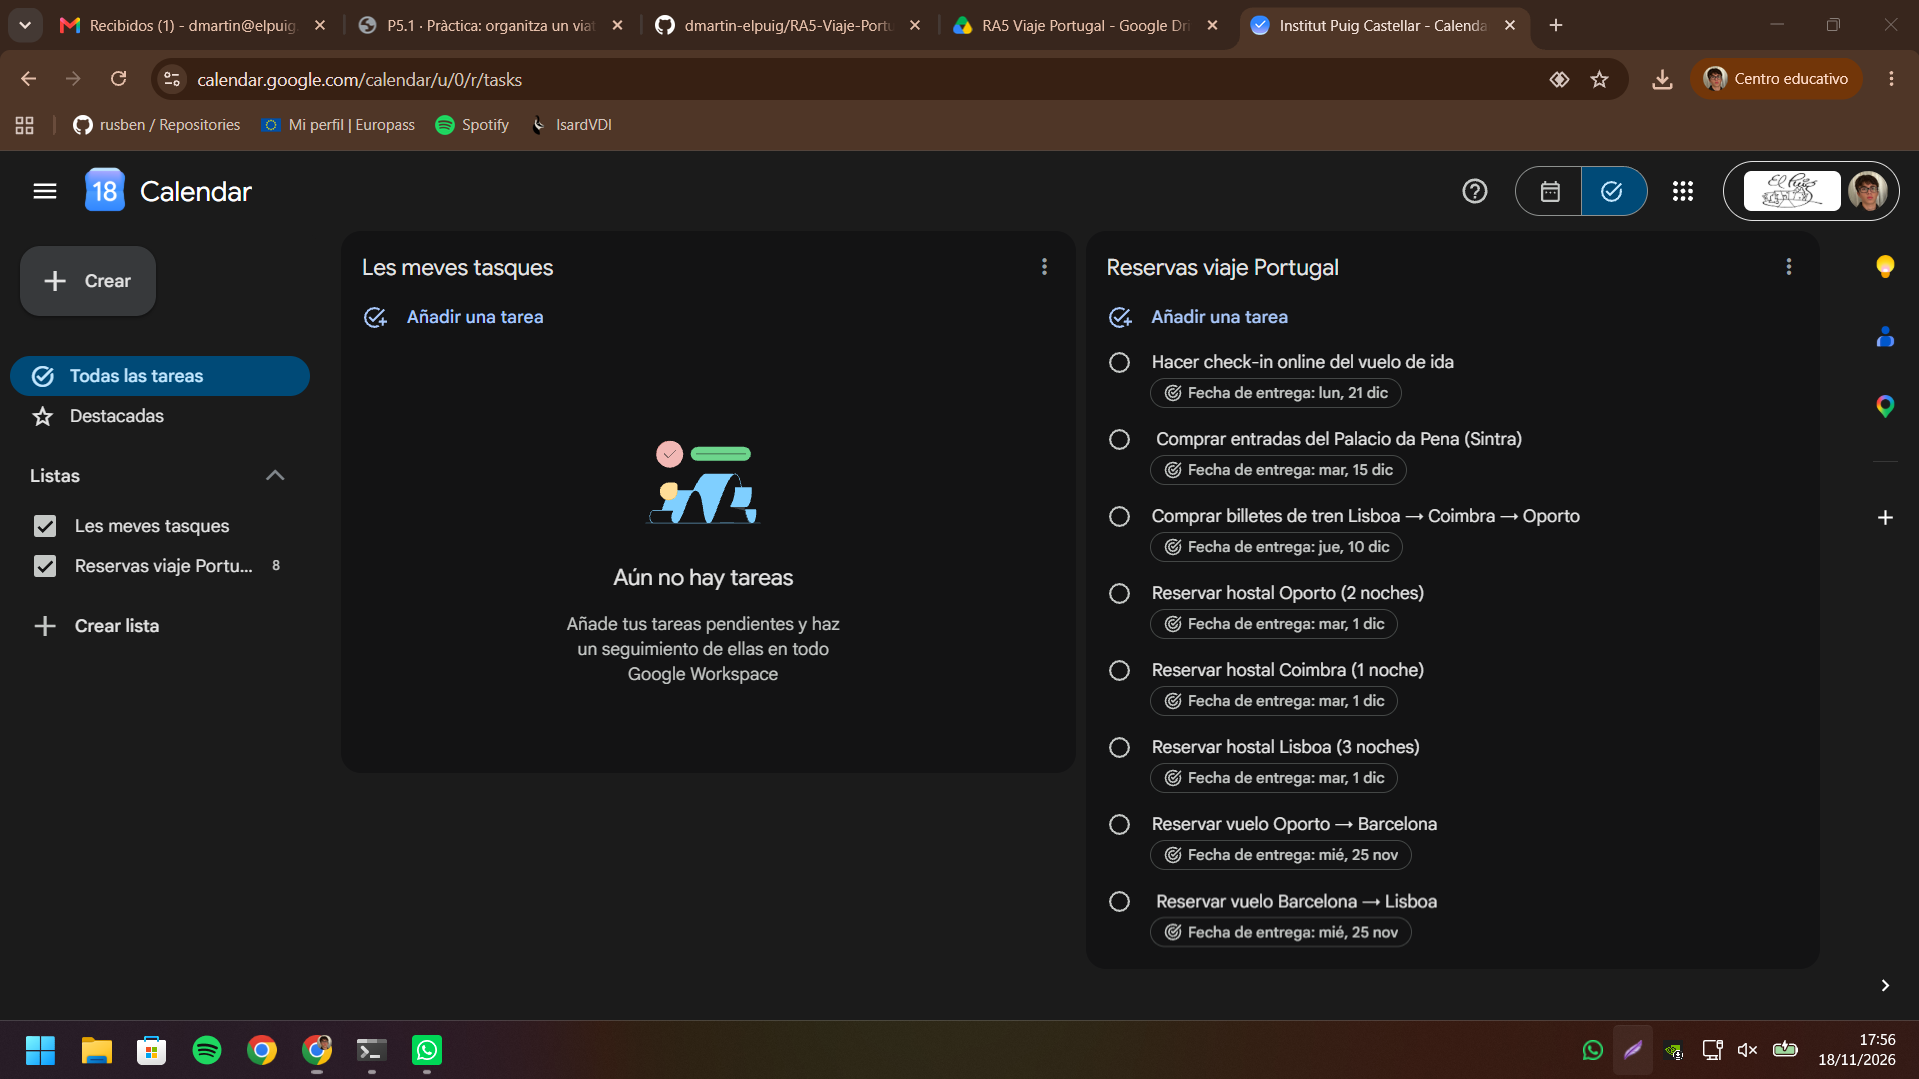 Recibidos (1) - dmartin@elpuig.
P5.1 · Pràctica: organitza un viat
dmartin-elpuig/RA5-Viaje-Portu
RA5 Viaje Portugal - Google Dri
Institut Puig Castellar - Calenda
calendar.google.com/calendar/u/0/r/tasks
Centro educativo
rusben / Repositories
Mi perfil | Europass
Spotify
IsardVDI
18
Calendar
El Puig
Crear
Todas las tareas
Destacadas
Listas
Les meves tasques
Reservas viaje Portu...
8
Crear lista
Les meves tasques
Añadir una tarea
Aún no hay tareas
Añade tus tareas pendientes y haz
un seguimiento de ellas en todo
Google Workspace
Reservas viaje Portugal
Añadir una tarea
Hacer check-in online del vuelo de ida
Fecha de entrega: lun, 21 dic
Comprar entradas del Palacio da Pena (Sintra)
Fecha de entrega: mar, 15 dic
Comprar billetes de tren Lisboa → Coimbra → Oporto
Fecha de entrega: jue, 10 dic
Reservar hostal Oporto (2 noches)
Fecha de entrega: mar, 1 dic
Reservar hostal Coimbra (1 noche)
Fecha de entrega: mar, 1 dic
Reservar hostal Lisboa (3 noches)
Fecha de entrega: mar, 1 dic
Reservar vuelo Oporto → Barcelona
Fecha de entrega: mié, 25 nov
Reservar vuelo Barcelona → Lisboa
Fecha de entrega: mié, 25 nov
17:56
18/11/2026